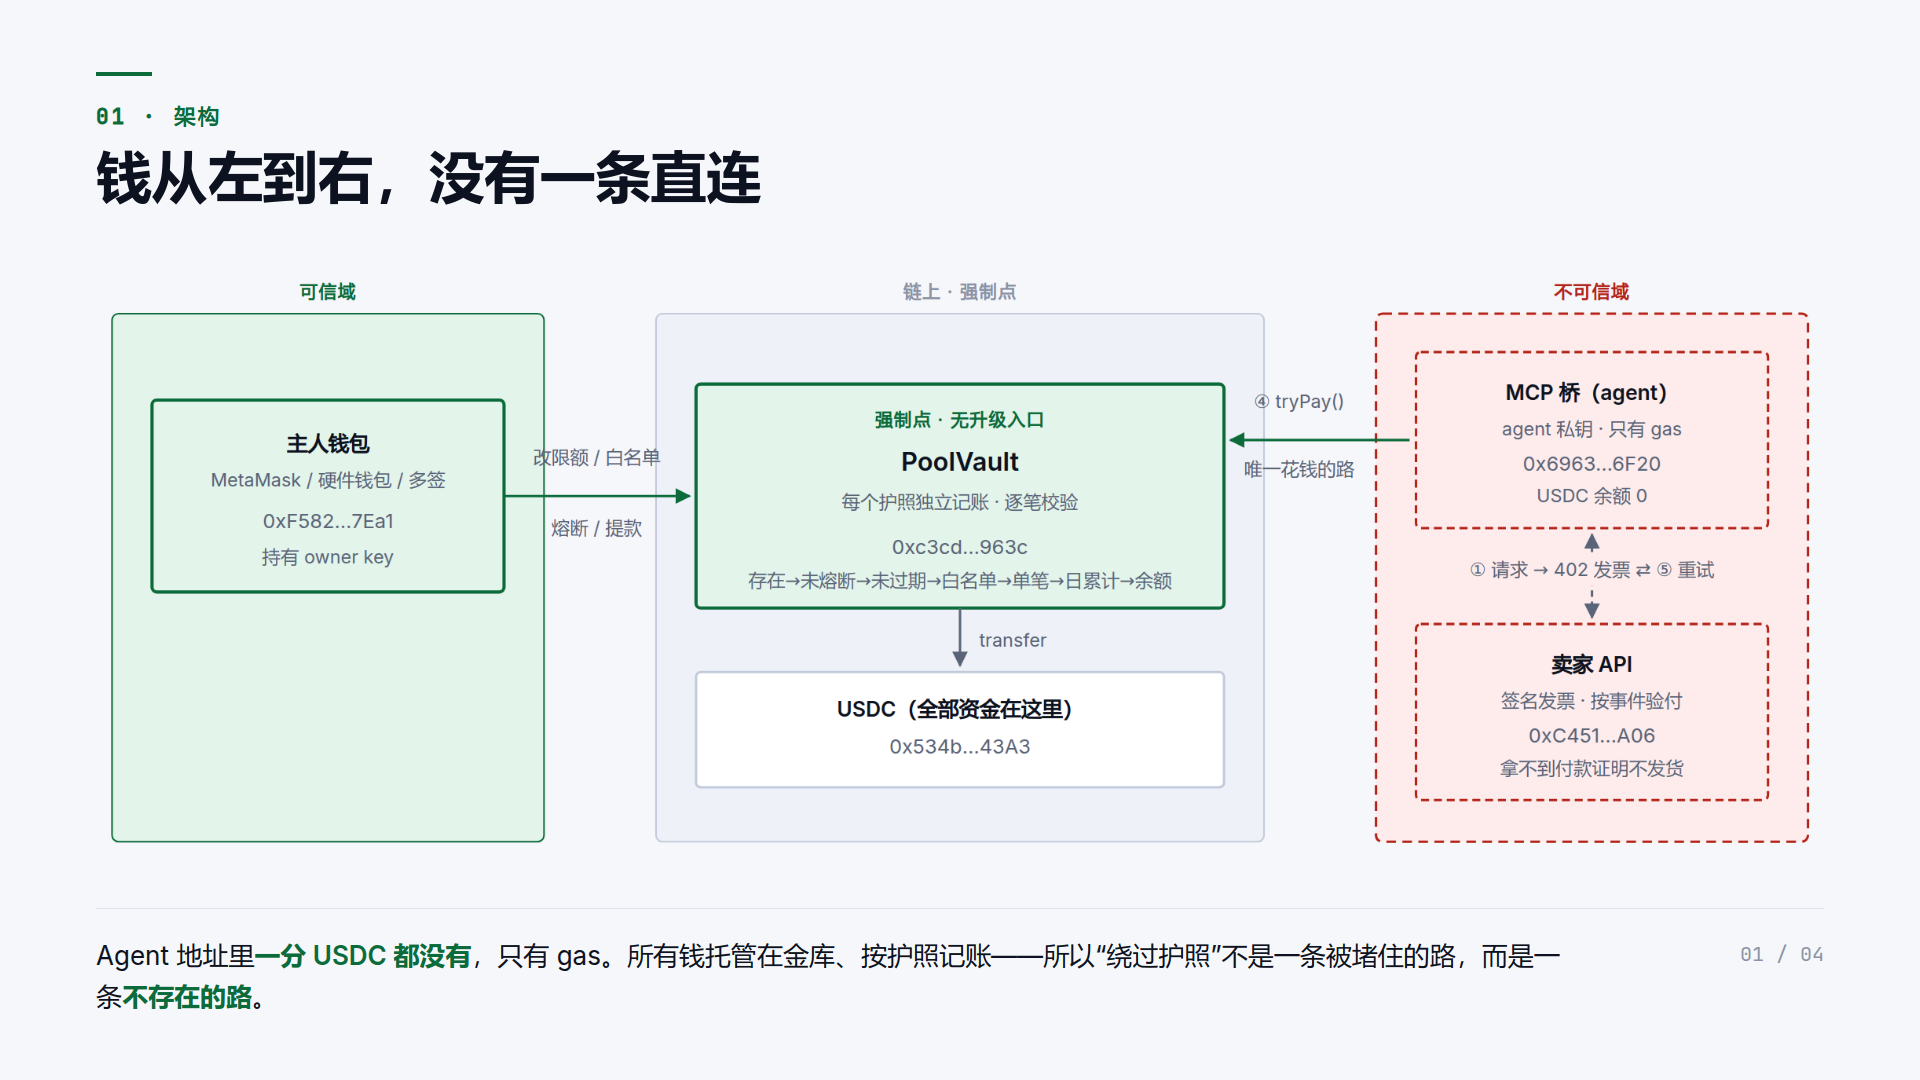 01 · 架构
钱从左到右，没有一条直连
可信域
主人钱包
MetaMask / 硬件钱包 / 多签
0xF582...7Ea1
持有 owner key
改限额 / 白名单
熔断 / 提款
链上 · 强制点
强制点 · 无升级入口
PoolVault
每个护照独立记账 · 逐笔校验
0xc3cd...963c
存在→未熔断→未过期→白名单→单笔→日累计→余额
transfer
USDC（全部资金在这里）
0x534b...43A3
④ tryPay()
唯一花钱的路
不可信域
MCP 桥（agent）
agent 私钥 · 只有 gas
0x6963...6F20
USDC 余额 0
① 请求 → 402 发票 ⇄ ⑤ 重试
卖家 API
签名发票 · 按事件验付
0xC451...A06
拿不到付款证明不发货
Agent 地址里一分 USDC 都没有，只有 gas。所有钱托管在金库、按护照记账——所以“绕过护照”不是一条被堵住的路，而是一
条不存在的路。
01 / 04